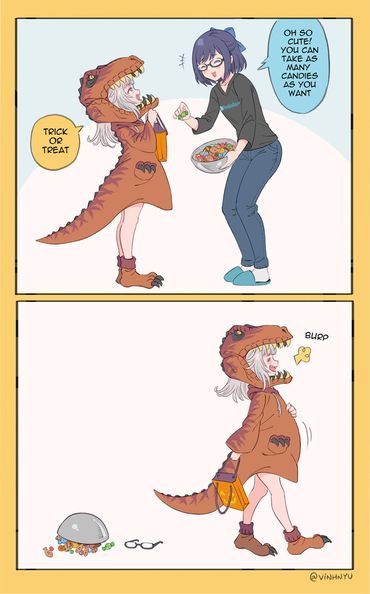 OH SO
CUTE!
YOU CAN
TAKE AS
MANY
CANDIES
AS YOU
WANT
TRICK
OR
TREAT
BURP
@VINHNYU